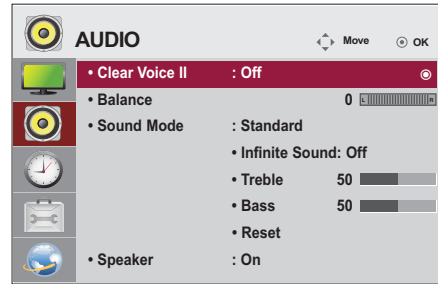 AUDIO Move OK
• Clear Voice II : Off
• Balance 0 L R
• Sound Mode : Standard
• Infinite Sound: Off
• Treble 50
• Bass 50
• Reset
• Speaker : On